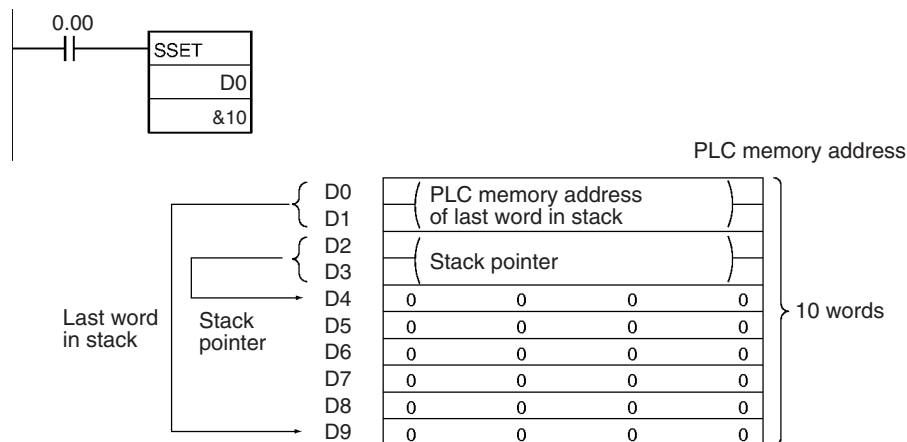 0.00
SSET
D0
&10
PLC memory address
D0
PLC memory address
D1
of last word in stack
D2
Stack pointer
D3
D4 0 0 0 0
D5 0 0 0 0
D6 0 0 0 0
D7 0 0 0 0
D8 0 0 0 0
D9 0 0 0 0
Last word
in stack
Stack
pointer
10 words